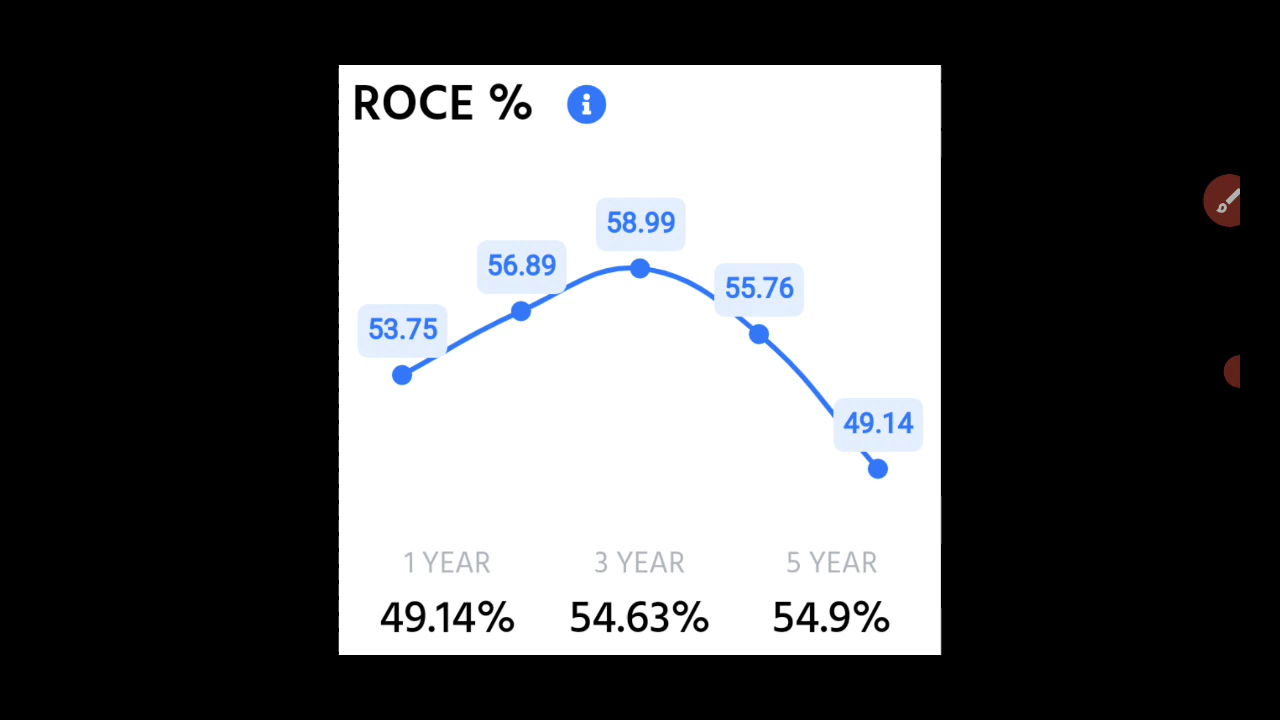 ROCE %
58.99
56.89
55.76
53.75
49.14
1 YEAR 3 YEAR 5 YEAR
49.14% 54.63% 54.9%